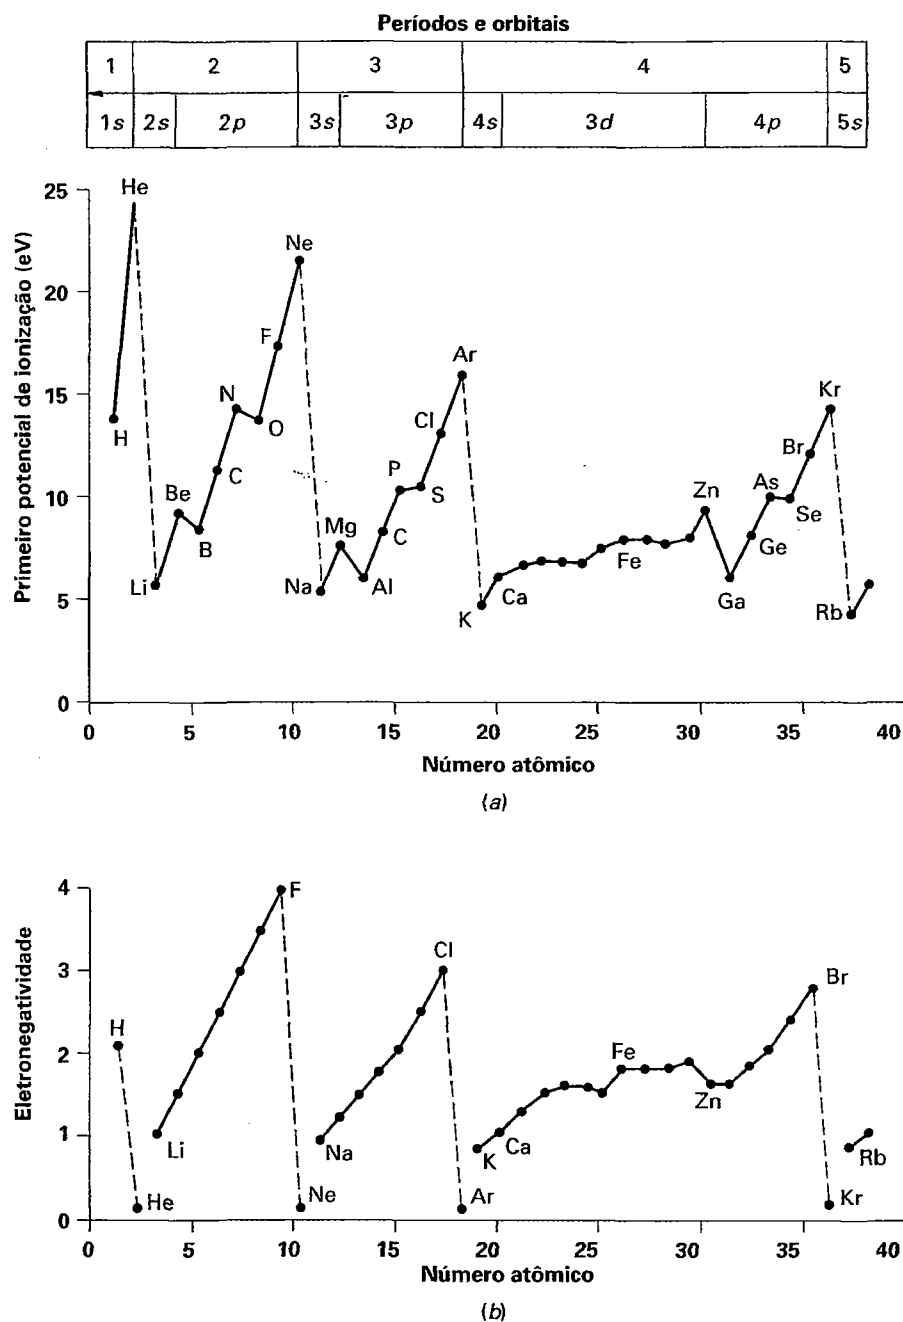 Períodos e orbitais
1 2 3 4 5
1s 2s 2p 3s 3p 4s 3d 4p 5s
Primeiro potencial de ionização (eV)
25
20
15
10
5
0
He
H
Li
Be
B
C
N
O
F
Ne
Na
Mg
Al
C
P
S
Cl
Ar
K
Ca
Fe
Zn
Ga
Ge
As
Se
Br
Kr
Rb
0 5 10 15 20 25 30 35 40
Número atômico
(a)
Eletronegatividade
4
3
2
1
0
H
He
Li
F
Ne
Na
Cl
Ar
K
Ca
Fe
Zn
Br
Kr
Rb
0 5 10 15 20 25 30 35 40
Número atômico
(b)